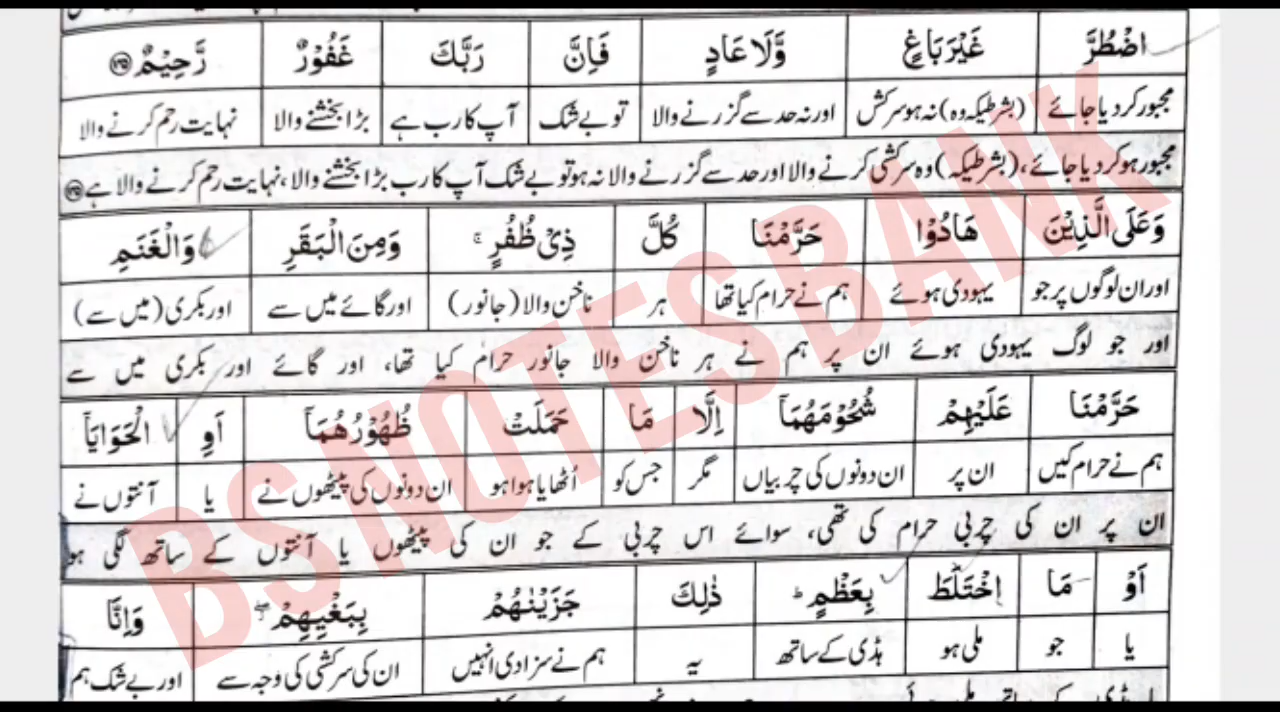 اضْطُرَّ غَيْرَ بَاغٍ وَّلَا عَادٍ فَاِنَّ رَبَّكَ غَفُوْرٌ رَّحِيْمٌ
مجبور کر دیا جائے (بشرطیکہ وہ) نہ ہو سرکش اور نہ حد سے گزرنے والا تو بے شک آپ کا رب ہے بڑا بخشنے والا نہایت رحم کرنے والا
مجبور ہو کر دیا جائے، (بشرطیکہ) وہ سرکشی کرنے والا اور حد سے گزرنے والا نہ ہو تو بے شک آپ کا رب بڑا بخشنے والا، نہایت رحم کرنے والا ہے
وَعَلَى الَّذِيْنَ هَادُوْا حَرَّمْنَا كُلَّ ذِيْ ظُفُرٍ ۚ وَمِنَ الْبَقَرِ وَالْغَنَمِ
اور ان لوگوں پر جو یہودی ہوئے ہم نے حرام کیا تھا ہر ناخن والا (جانور) اور گائے میں سے اور بکری (میں سے)
اور جو لوگ یہودی ہوئے ان پر ہم نے ہر ناخن والا جانور حرام کیا تھا، اور گائے اور بکری میں سے
حَرَّمْنَا عَلَيْهِمْ شُحُوْمَهُمَآ اِلَّا مَا حَمَلَتْ ظُهُوْرُهُمَآ اَوِ الْحَوَايَآ
ہم نے حرام کیں ان پر ان دونوں کی چربیاں مگر جس کو اُٹھایا ہوا ہو ان دونوں کی پیٹھوں نے یا آنتوں نے
ان پر ان کی چربی حرام کی تھی، سوائے اس چربی کے جو ان کی پیٹھوں یا آنتوں کے ساتھ لگی ہو
اَوْ مَا اخْتَلَطَ بِعَظْمٍ ؕ ذٰلِكَ جَزَيْنٰهُمْ بِبَغْيِهِمْ ۖ وَاِنَّا
یا جو ملی ہو ہڈی کے ساتھ یہ ہم نے سزا دی انہیں ان کی سرکشی کی وجہ سے اور بے شک ہم
BSNOTESBANK